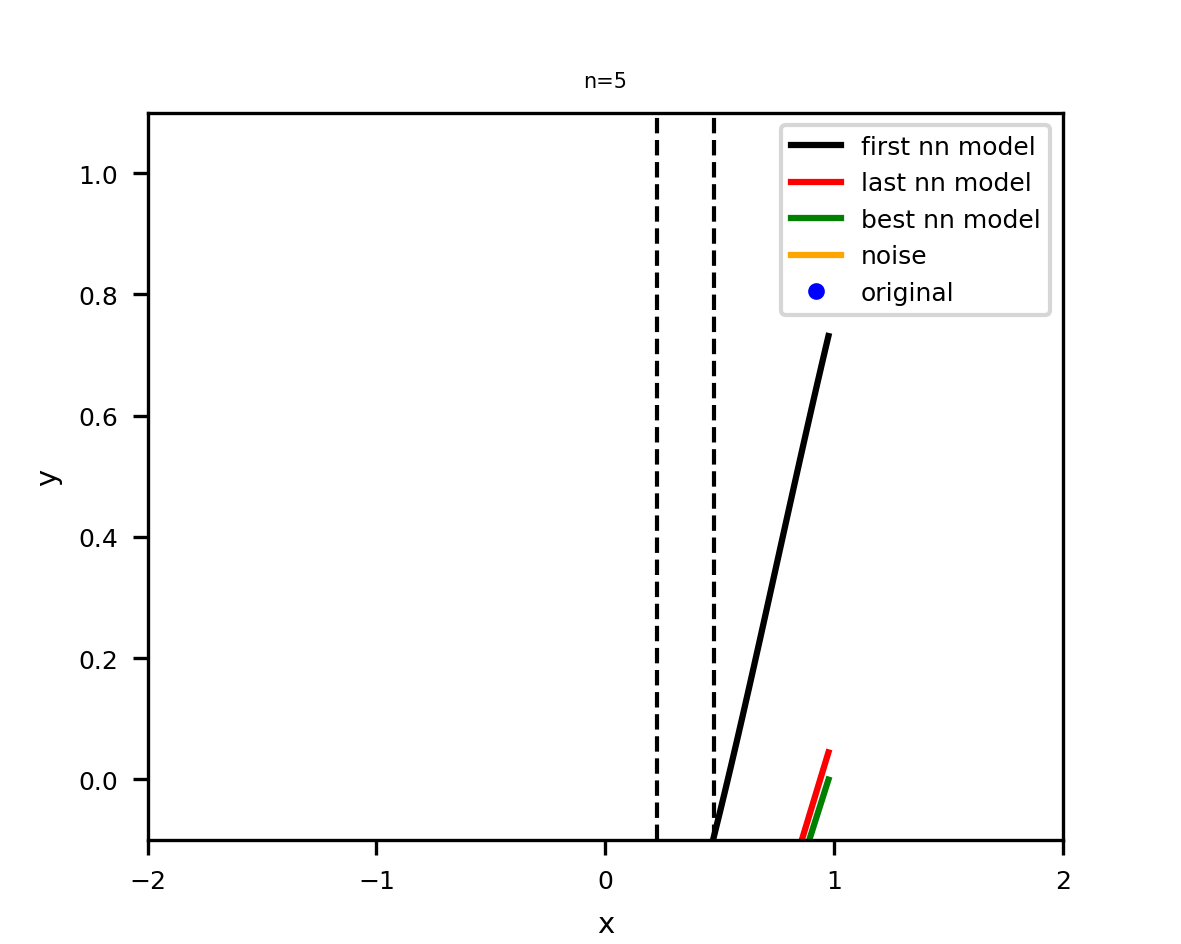 n=5
first nn model
last nn model
best nn model
noise
original
1.0
0.8
0.6
0.4
0.2
0.0
y
−2
−1
0
1
2
x